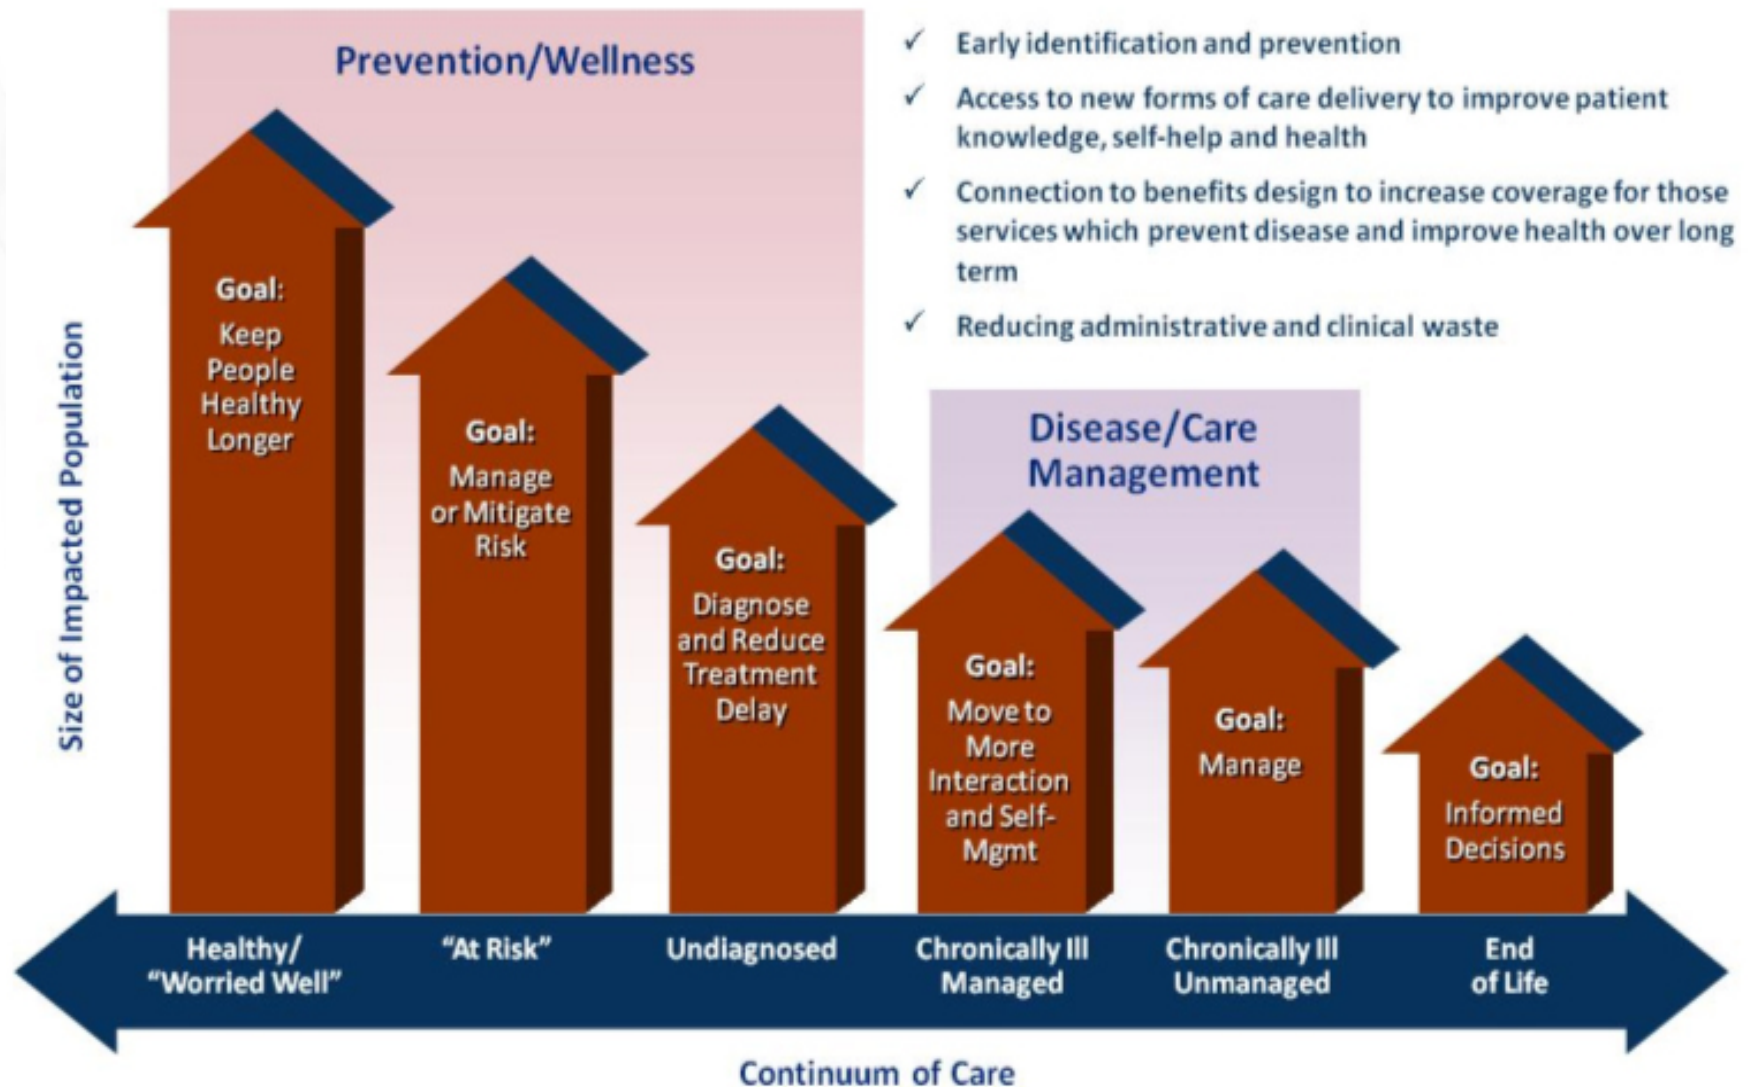 Prevention/Wellness
✓ Early identification and prevention
✓ Access to new forms of care delivery to improve patient
knowledge, self-help and health
✓ Connection to benefits design to increase coverage for those
services which prevent disease and improve health over long
term
✓ Reducing administrative and clinical waste
Disease/Care
Management
Size of Impacted Population
Goal:
Keep
People
Healthy
Longer
Goal:
Manage
or Mitigate
Risk
Goal:
Diagnose
and Reduce
Treatment
Delay
Goal:
Move to
More
Interaction
and Self-
Mgmt
Goal:
Manage
Goal:
Informed
Decisions
Healthy/
“Worried Well”
“At Risk”
Undiagnosed
Chronically Ill
Managed
Chronically Ill
Unmanaged
End
of Life
Continuum of Care